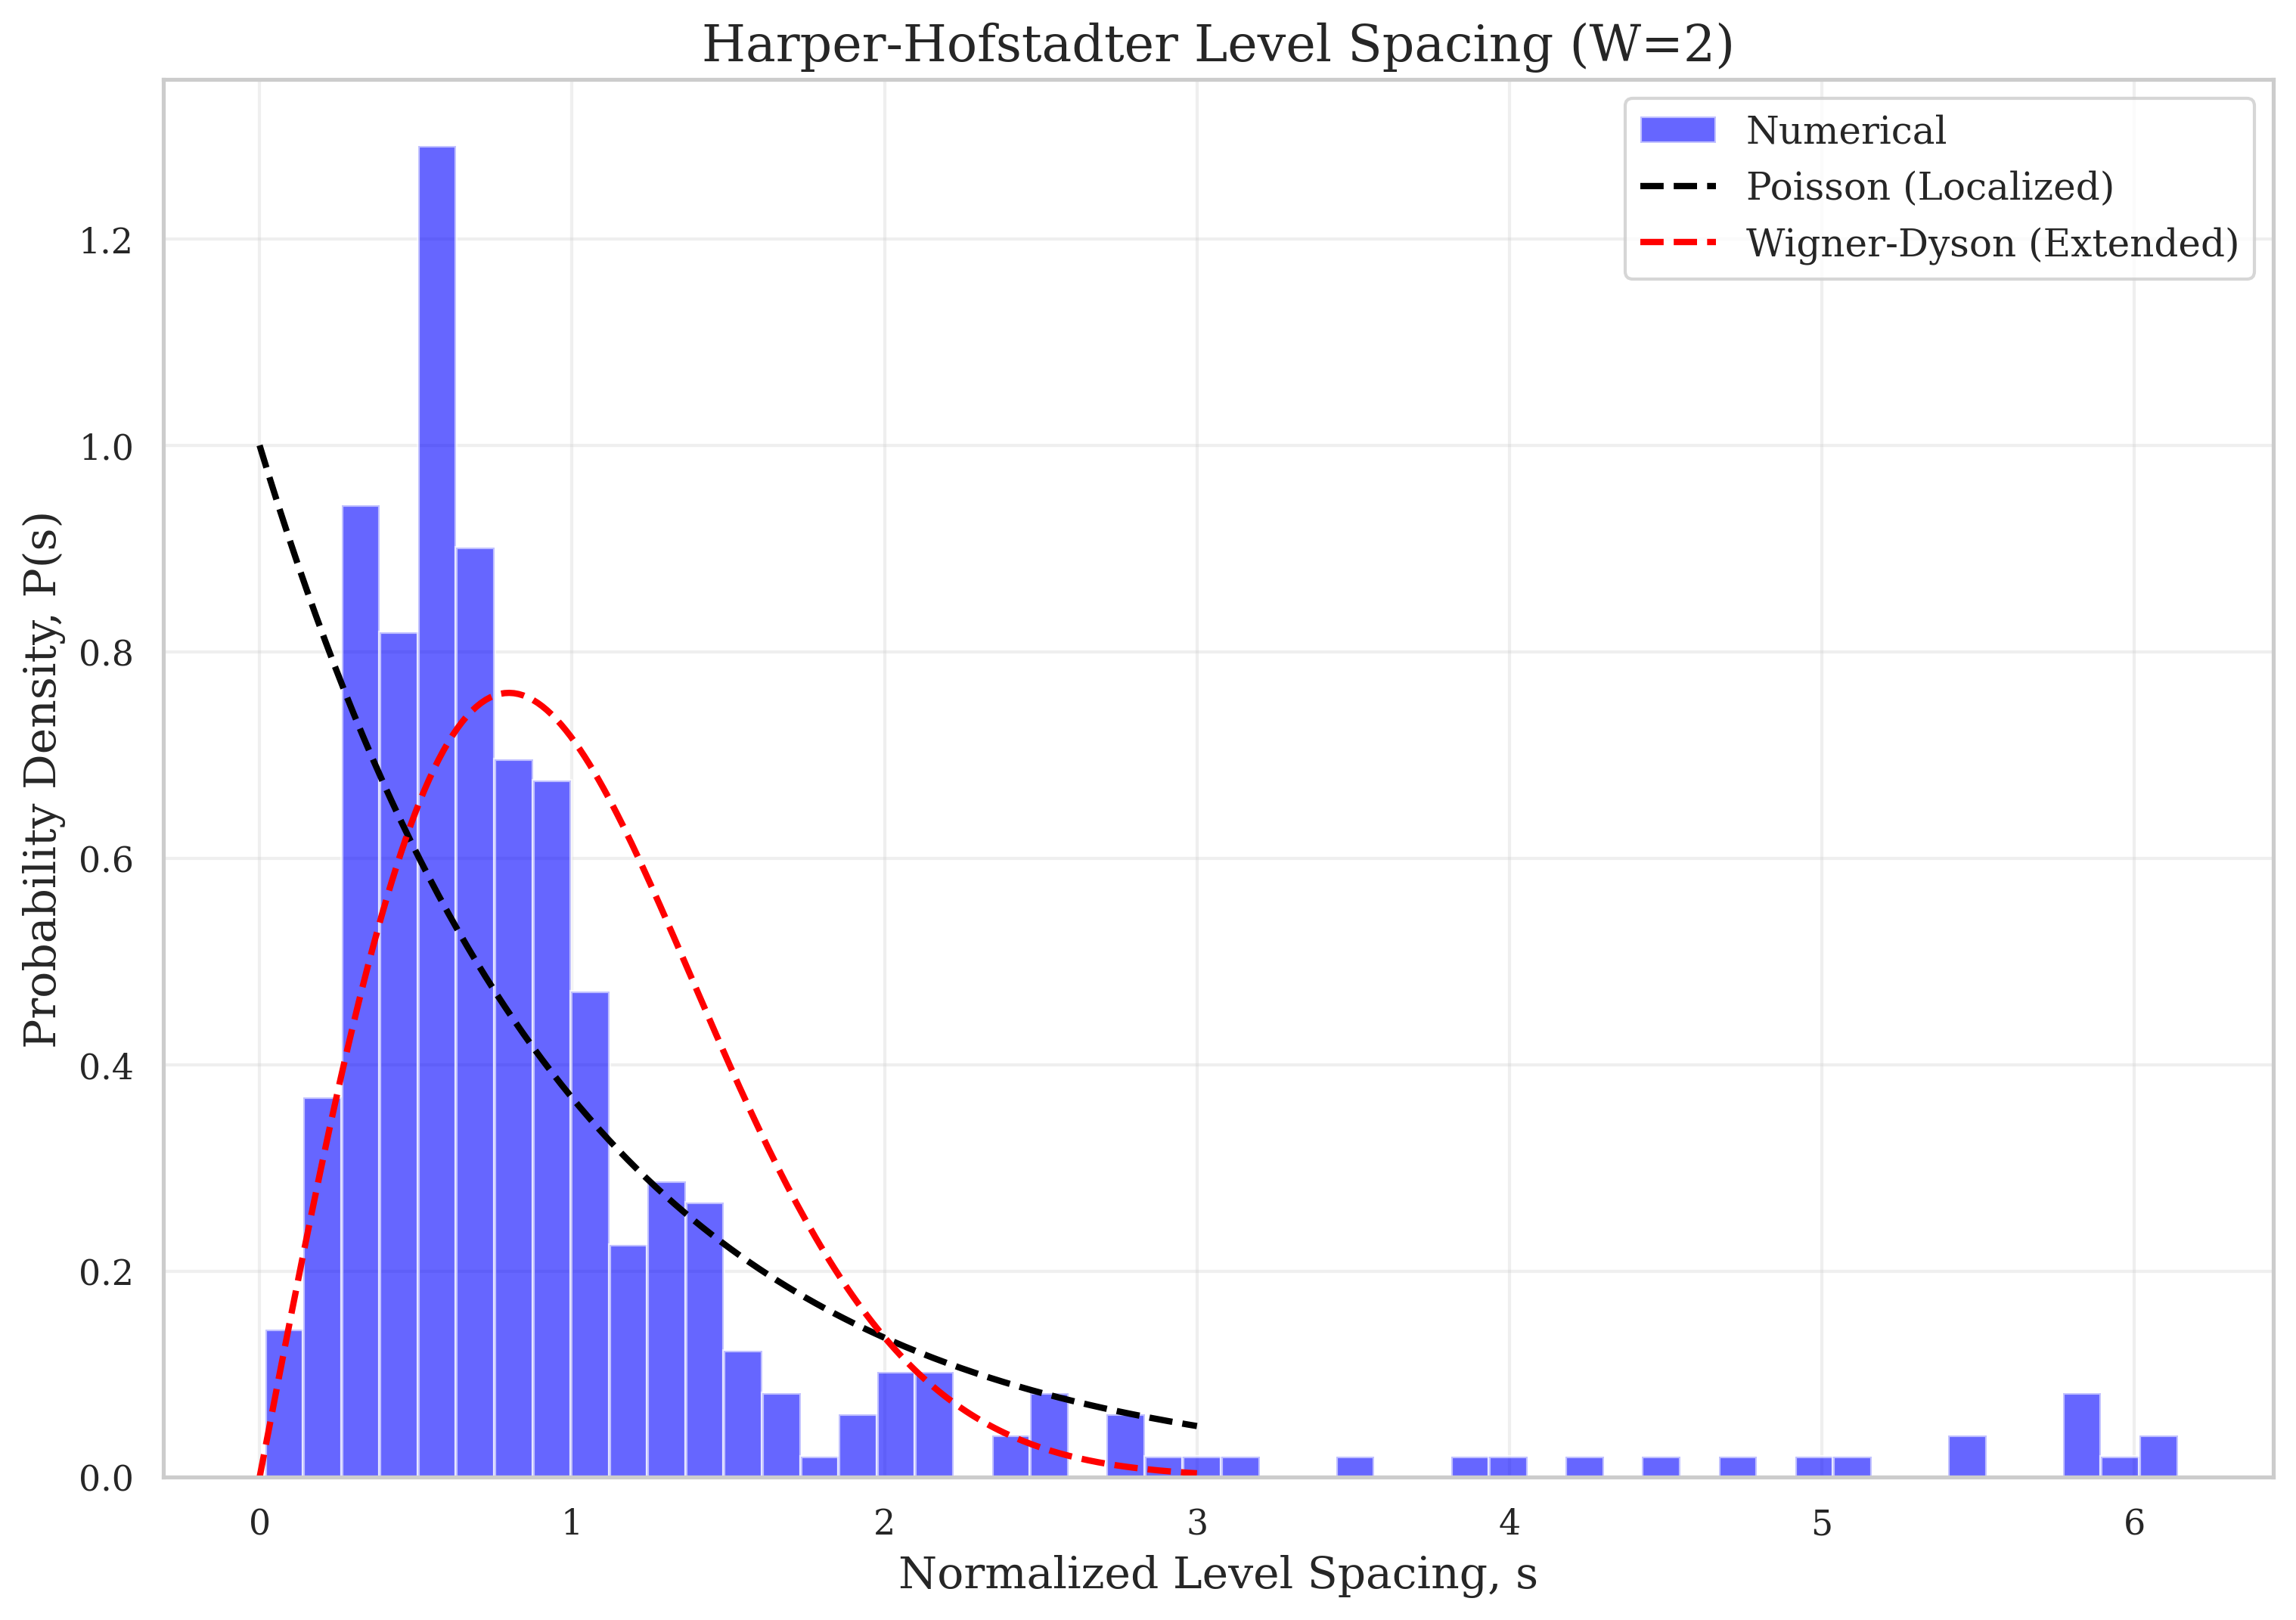 Harper-Hofstadter Level Spacing (W=2)
Numerical
Poisson (Localized)
Wigner-Dyson (Extended)
Probability Density, P(s)
1.2
1.0
0.8
0.6
0.4
0.2
0.0
0 1 2 3 4 5 6
Normalized Level Spacing, s